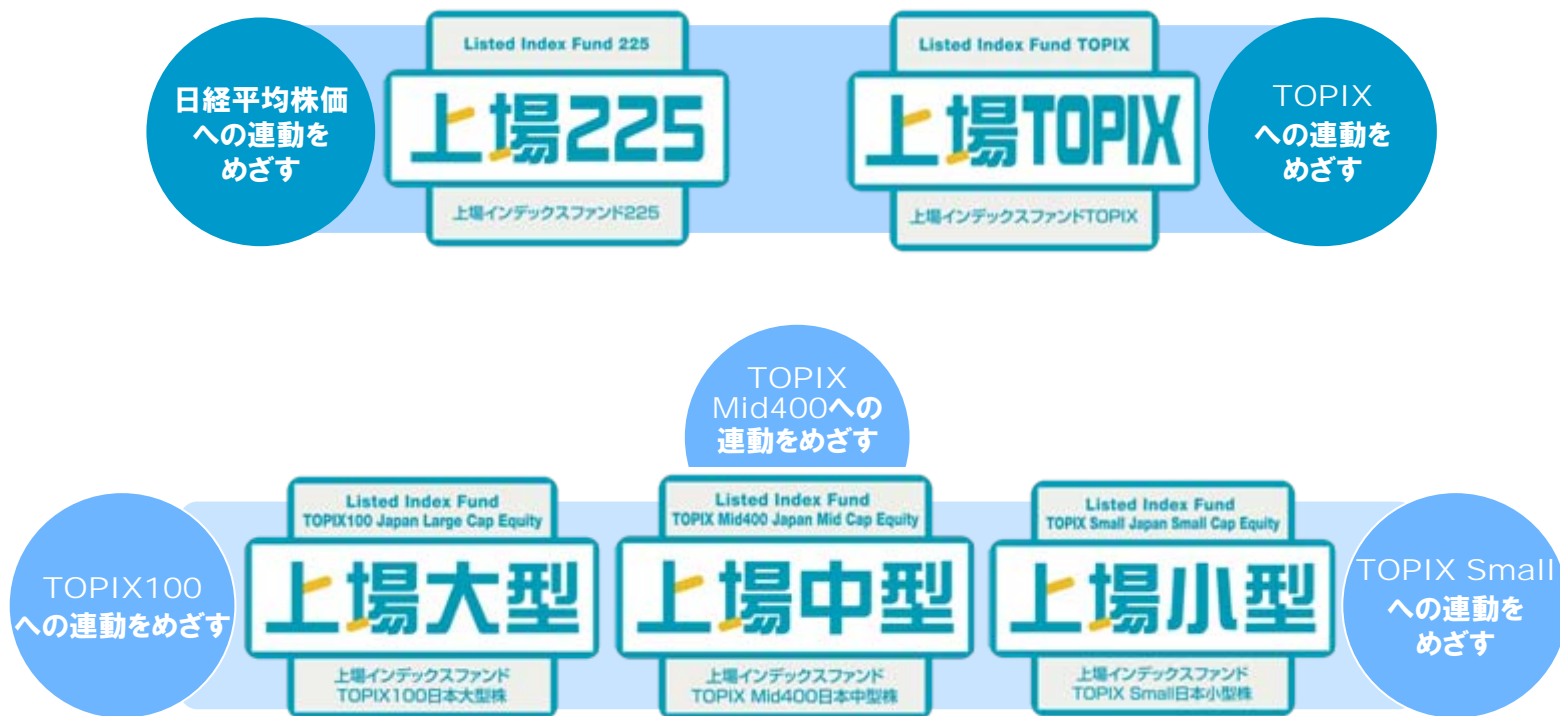 日経平均株価
への連動を
めざす
Listed Index Fund 225
上場225
上場インデックスファンド225
Listed Index Fund TOPIX
上場TOPIX
上場インデックスファンドTOPIX
TOPIX
への連動を
めざす
TOPIX
Mid400への
連動をめざす
TOPIX100
への連動をめざす
Listed Index Fund
TOPIX100 Japan Large Cap Equity
上場大型
上場インデックスファンド
TOPIX100日本大型株
Listed Index Fund
TOPIX Mid400 Japan Mid Cap Equity
上場中型
上場インデックスファンド
TOPIX Mid400日本中型株
Listed Index Fund
TOPIX Small Japan Small Cap Equity
上場小型
上場インデックスファンド
TOPIX Small日本小型株
TOPIX Small
への連動を
めざす